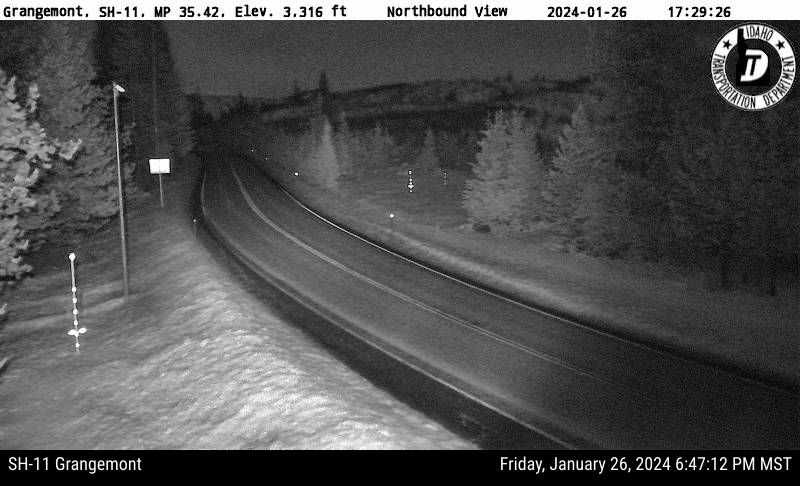 Grangemont, SH-11, MP 35.42, Elev. 3,316 ft Northbound View 2024-01-26 17:29:26
IDAHO
TRANSPORTATION DEPARTMENT
SH-11 Grangemont
Friday, January 26, 2024 6:47:12 PM MST